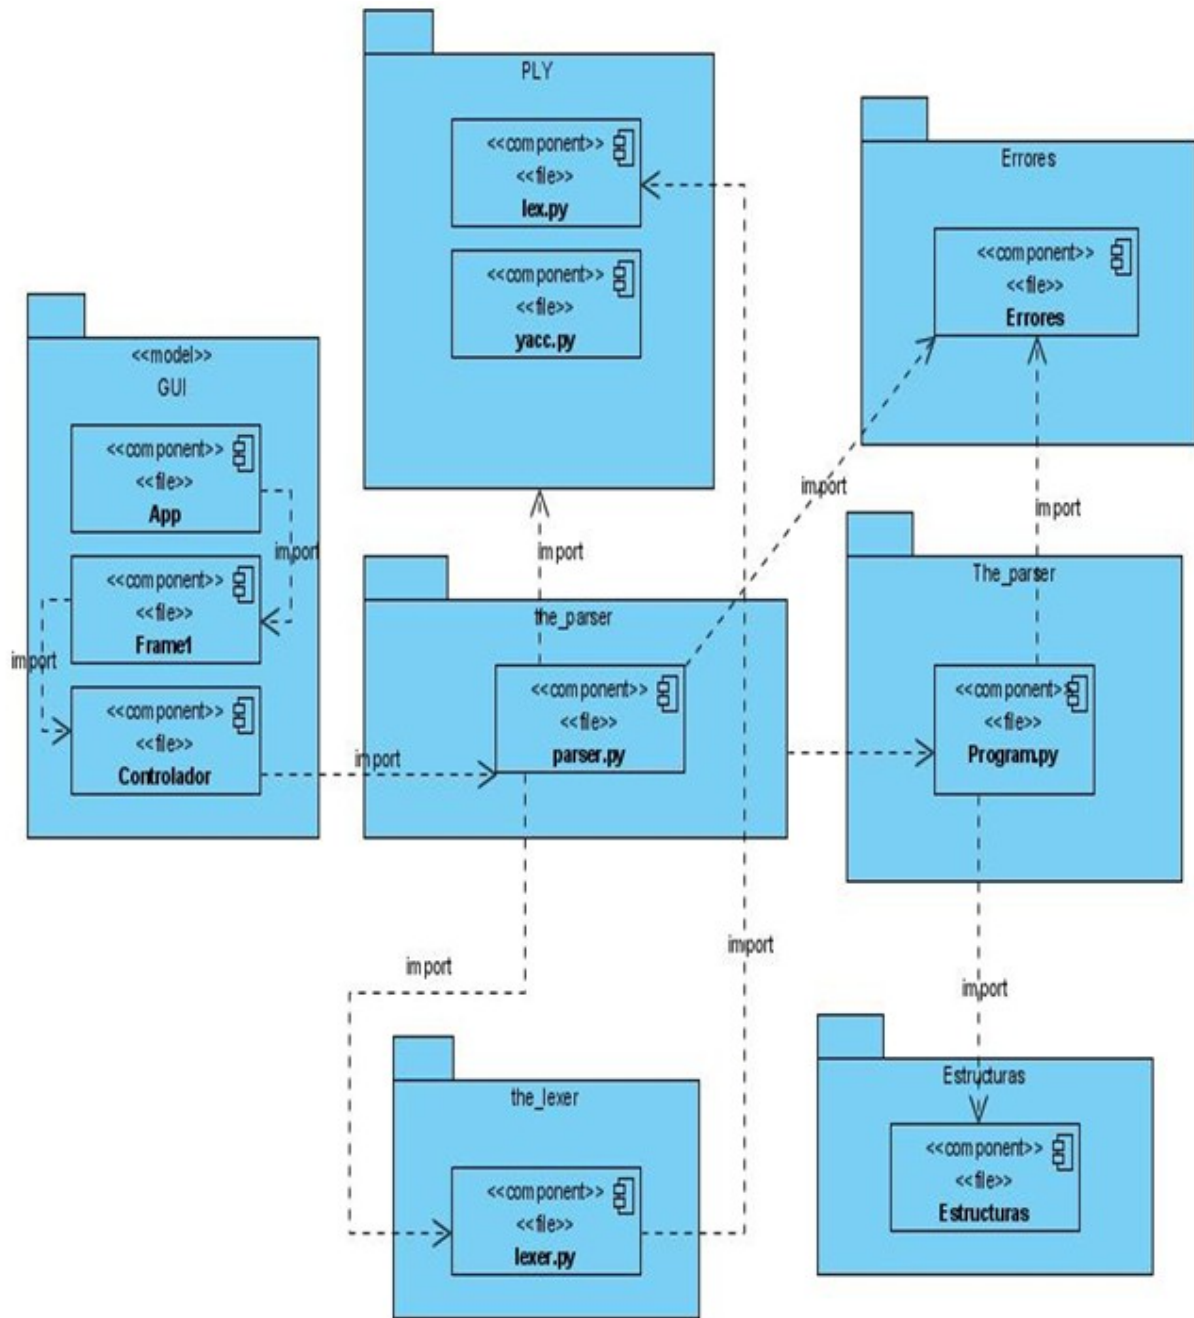 PLY
<<component>>
<<file>>
lex.py
<<component>>
<<file>>
yacc.py
Errores
<<component>>
<<file>>
Errores
<<model>>
GUI
<<component>>
<<file>>
App
import
<<component>>
<<file>>
Frame1
import
<<component>>
<<file>>
Controlador
import
import
the_parser
<<component>>
<<file>>
parser.py
import
import
The_parser
<<component>>
<<file>>
Program.py
import
import
import
the_lexer
<<component>>
<<file>>
lexer.py
Estructuras
<<component>>
<<file>>
Estructuras
import